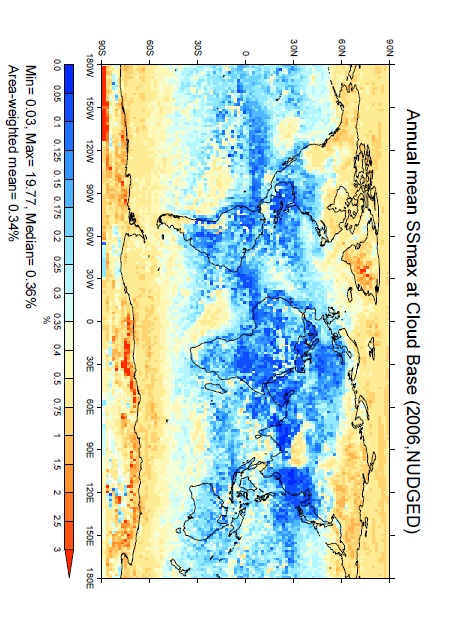 Annual mean SSmax at Cloud Base (2006,NUDGED)
90N
60N
30N
0
30S
60S
90S
180W 150W 120W 90W 60W 30W 0 30E 60E 90E 120E 150E 180E
0.0 0.05 0.1 0.125 0.15 0.175 0.2 0.25 0.3 0.35 0.4 0.5 0.75 1 1.5 2 2.5 3
%
Min= 0.03, Max= 19.77, Median= 0.36%
Area-weighted mean= 0.34%